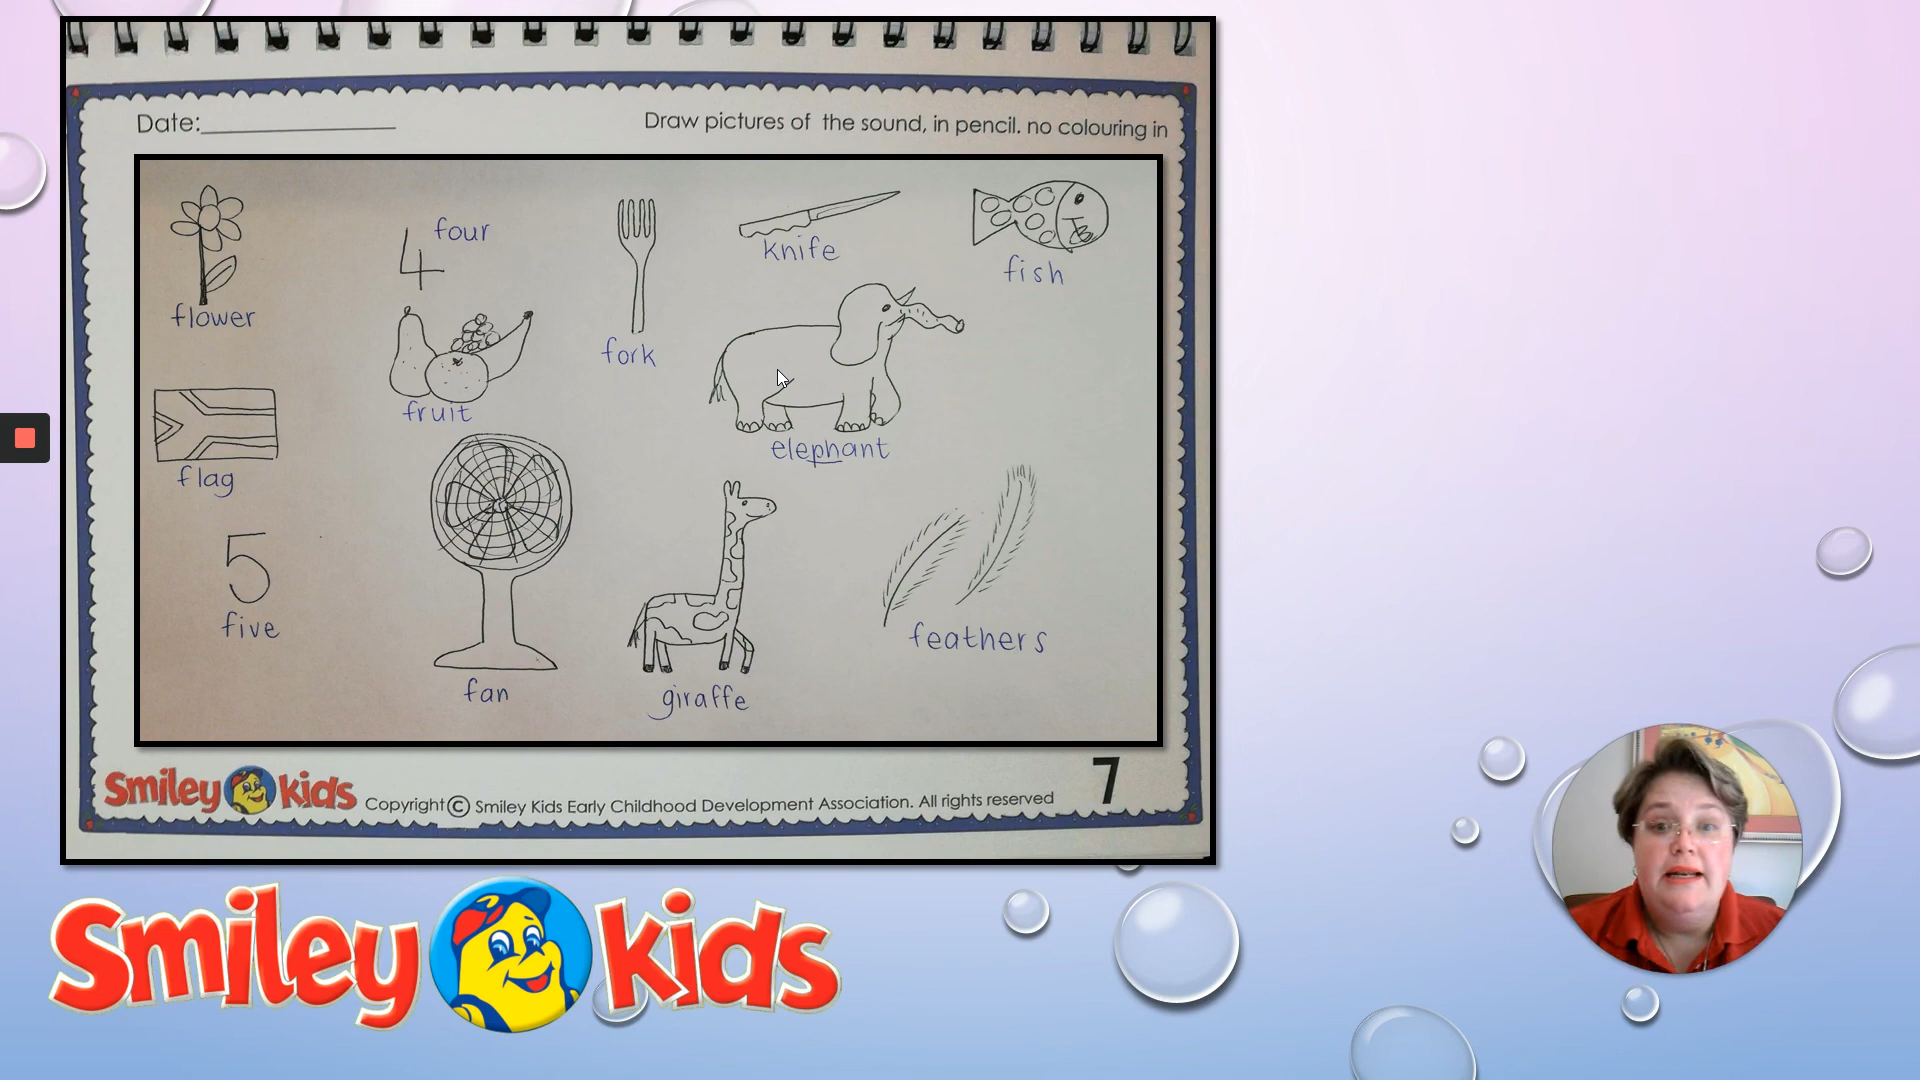 Date:
Draw pictures of the sound, in pencil. no colouring in
flower
4 four
fork
knife
fish
fruit
elephant
flag
5
five
fan
giraffe
feathers
Smiley kids
Copyright © Smiley Kids Early Childhood Development Association. All rights reserved
7
Smiley kids